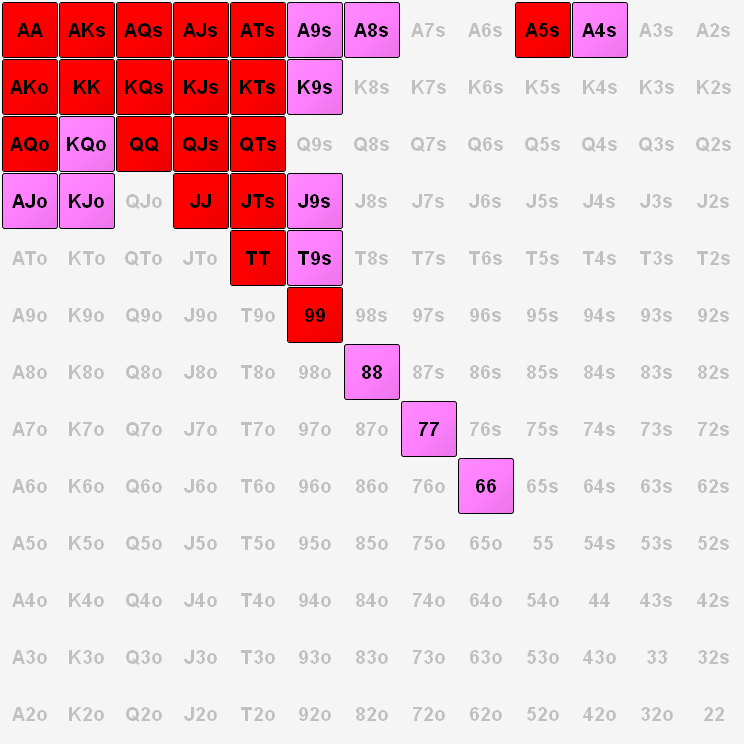 AA AKs AQs AJs ATs A9s A8s A7s A6s A5s A4s A3s A2s
AKo KK KQs KJs KTs K9s K8s K7s K6s K5s K4s K3s K2s
AQo KQo QQ QJs QTs Q9s Q8s Q7s Q6s Q5s Q4s Q3s Q2s
AJo KJo QJo JJ JTs J9s J8s J7s J6s J5s J4s J3s J2s
ATo KTo QTo JTo TT T9s T8s T7s T6s T5s T4s T3s T2s
A9o K9o Q9o J9o T9o 99 98s 97s 96s 95s 94s 93s 92s
A8o K8o Q8o J8o T8o 98o 88 87s 86s 85s 84s 83s 82s
A7o K7o Q7o J7o T7o 97o 87o 77 76s 75s 74s 73s 72s
A6o K6o Q6o J6o T6o 96o 86o 76o 66 65s 64s 63s 62s
A5o K5o Q5o J5o T5o 95o 85o 75o 65o 55 54s 53s 52s
A4o K4o Q4o J4o T4o 94o 84o 74o 64o 54o 44 43s 42s
A3o K3o Q3o J3o T3o 93o 83o 73o 63o 53o 43o 33 32s
A2o K2o Q2o J2o T2o 92o 82o 72o 62o 52o 42o 32o 22